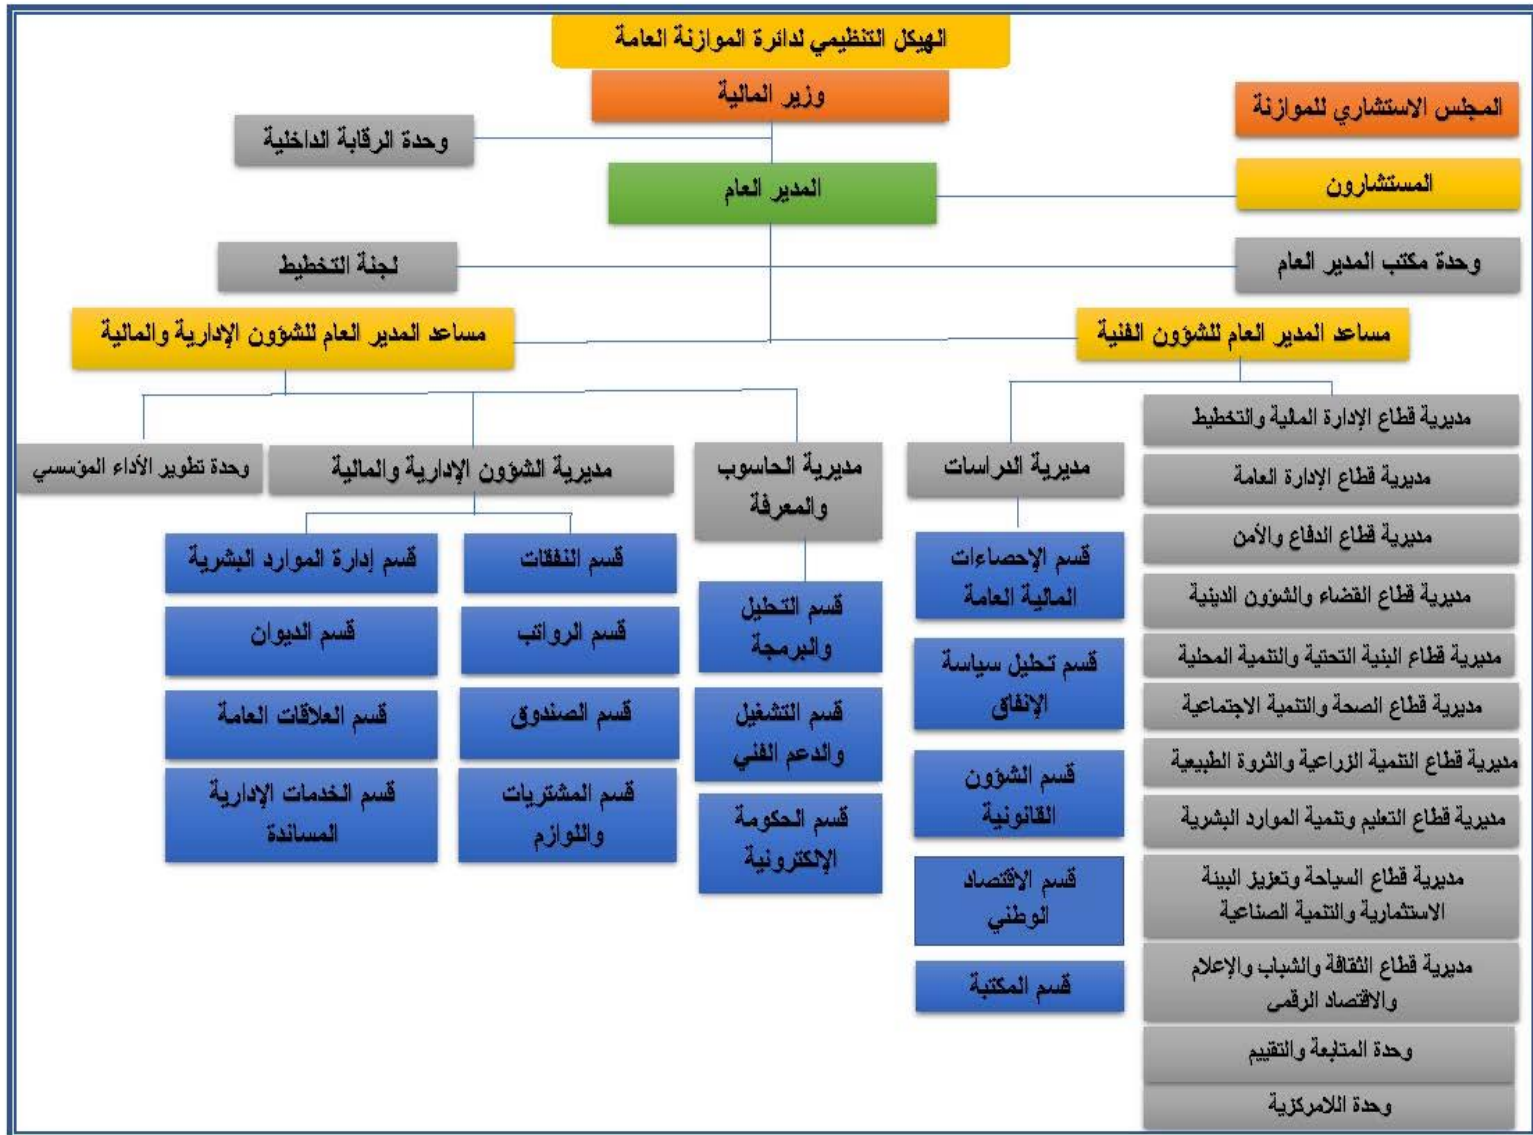 الهيكل التنظيمي لدائرة الموازنة العامة
وزير المالية
المجلس الاستشاري للموازنة
وحدة الرقابة الداخلية
المدير العام
المستشارون
وحدة مكتب المدير العام
لجنة التخطيط
مساعد المدير العام للشؤون الفنية
مساعد المدير العام للشؤون الإدارية والمالية
مديرية قطاع الإدارة المالية والتخطيط
مديرية قطاع الإدارة العامة
مديرية قطاع الدفاع والأمن
مديرية قطاع القضاء والشؤون الدينية
مديرية قطاع البنية التحتية والتنمية المحلية
مديرية قطاع الصحة والتنمية الاجتماعية
مديرية قطاع التنمية الزراعية والثروة الطبيعية
مديرية قطاع التعليم وتنمية الموارد البشرية
مديرية قطاع السياحة وتعزيز البيئة
الاستثمارية والتنمية الصناعية
مديرية قطاع الثقافة والشباب والإعلام
والاقتصاد الرقمي
وحدة المتابعة والتقييم
وحدة اللامركزية
مديرية الدراسات
قسم الإحصاءات
المالية العامة
قسم تحليل سياسة
الإنفاق
قسم الشؤون
القانونية
قسم الاقتصاد
الوطني
قسم المكتبة
مديرية الحاسوب
والمعرفة
قسم التحليل
والبرمجة
قسم التشغيل
والدعم الفني
قسم الحكومة
الإلكترونية
مديرية الشؤون الإدارية والمالية
قسم النفقات
قسم الرواتب
قسم الصندوق
قسم المشتريات
واللوازم
قسم إدارة الموارد البشرية
قسم الديوان
قسم العلاقات العامة
قسم الخدمات الإدارية
المساندة
وحدة تطوير الأداء المؤسسي